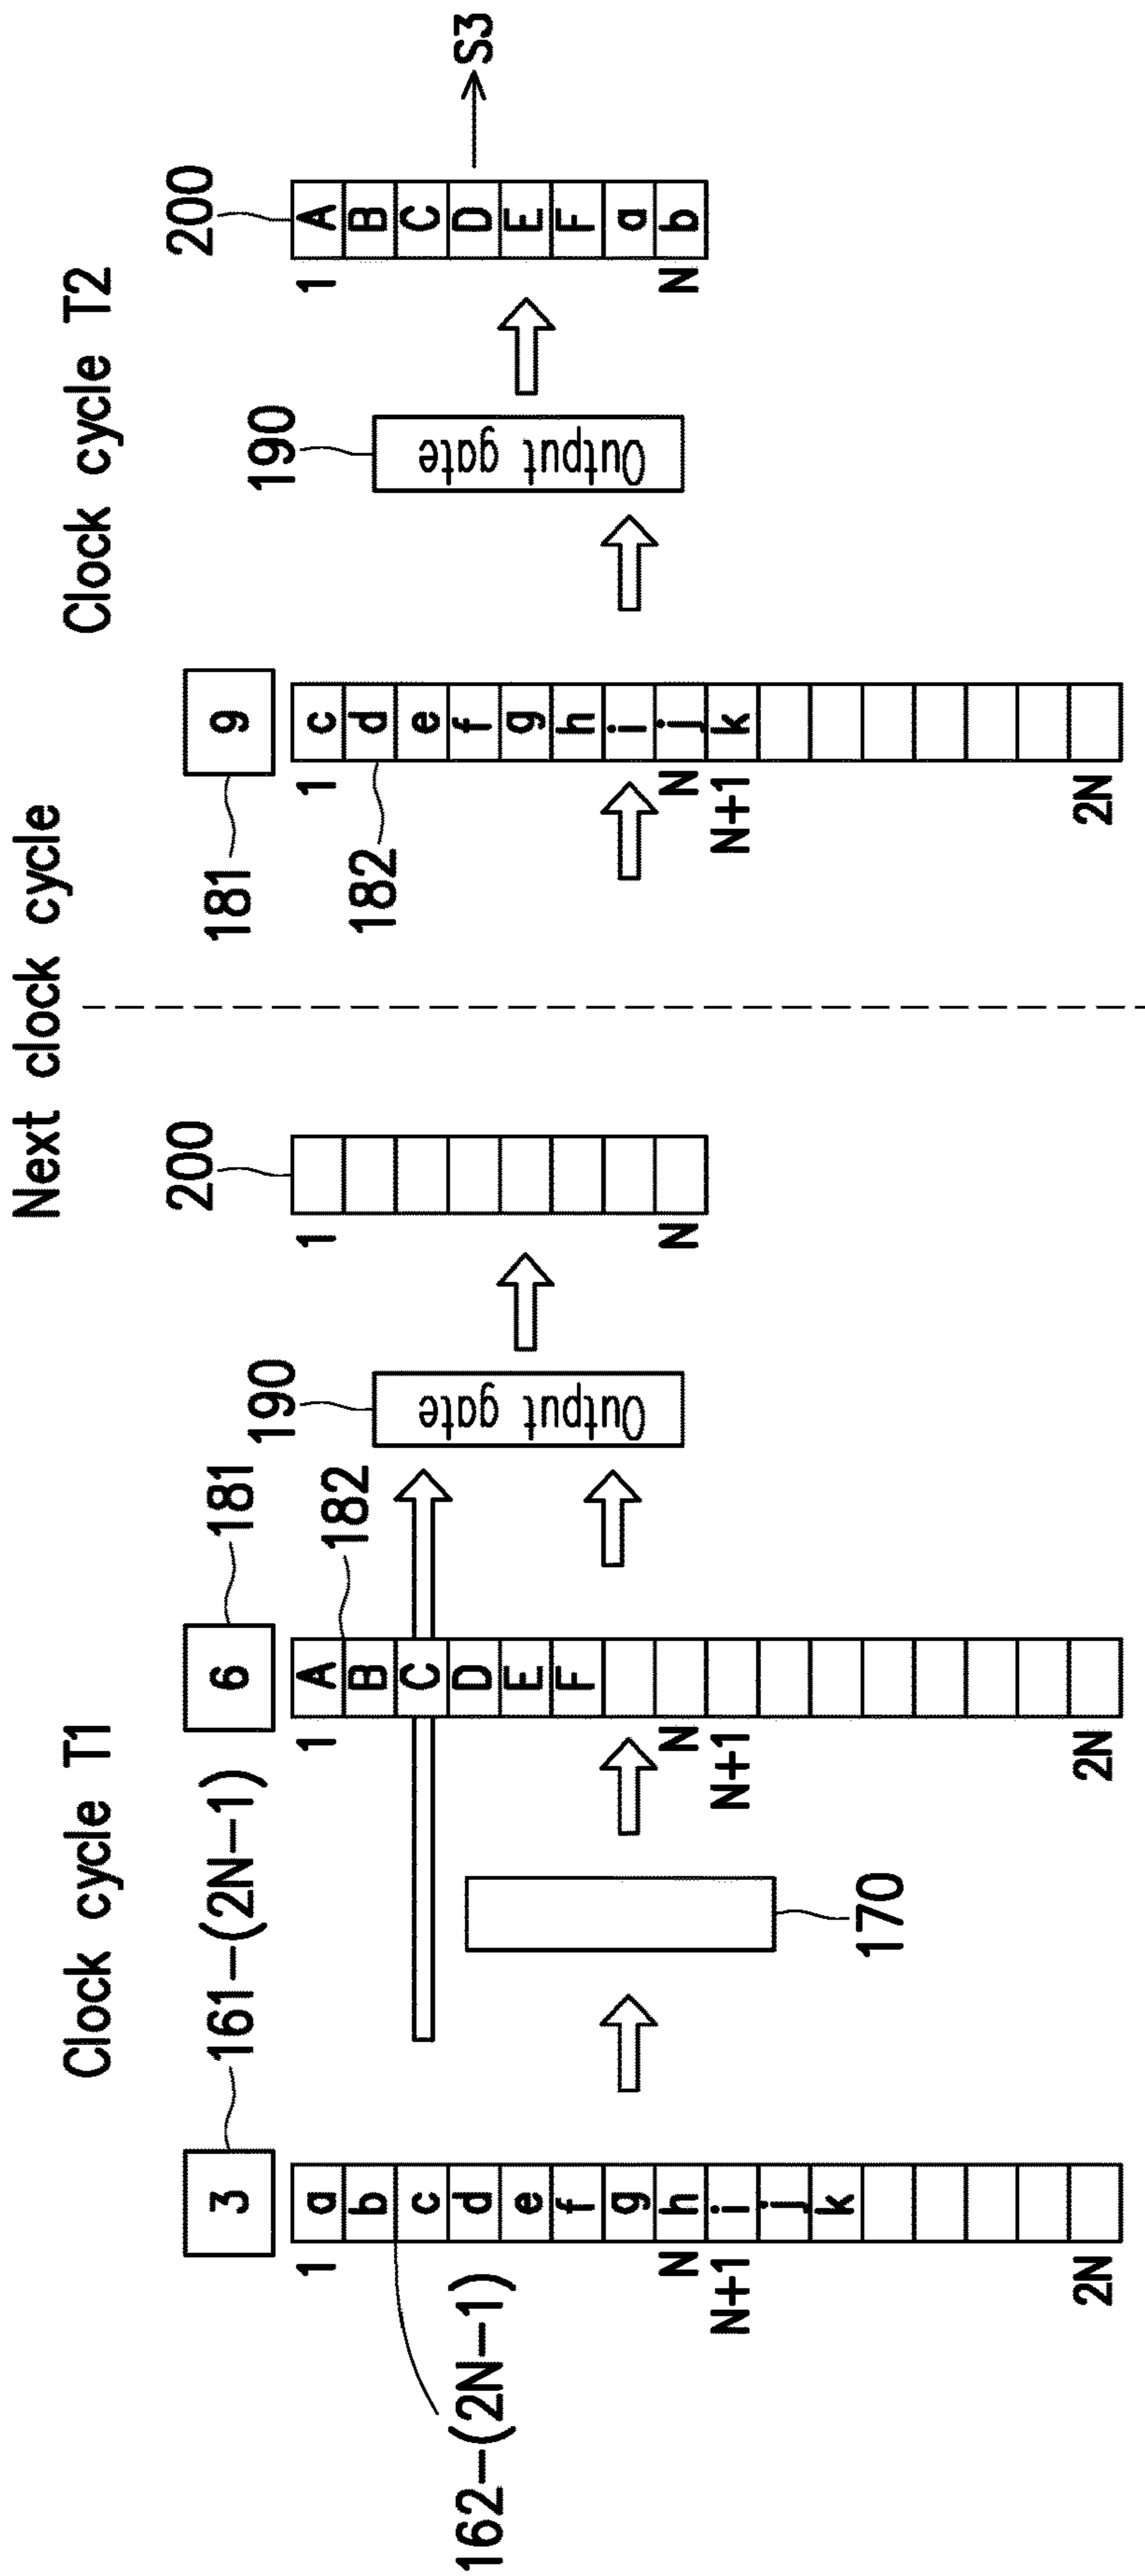 Next clock cycle
Clock cycle T1
Clock cycle T2
3
161-(2N-1)
1
a
b
c
d
e
f
g
h
i
j
k
N
N+1
2N
162-(2N-1)
170
6
181
182
1
A
B
C
D
E
F
N
N+1
2N
190
Output gate
200
1
N
9
181
182
1
c
d
e
f
g
h
i
j
k
N
N+1
2N
190
Output gate
200
1
A
B
C
D
E
F
a
b
N
S3